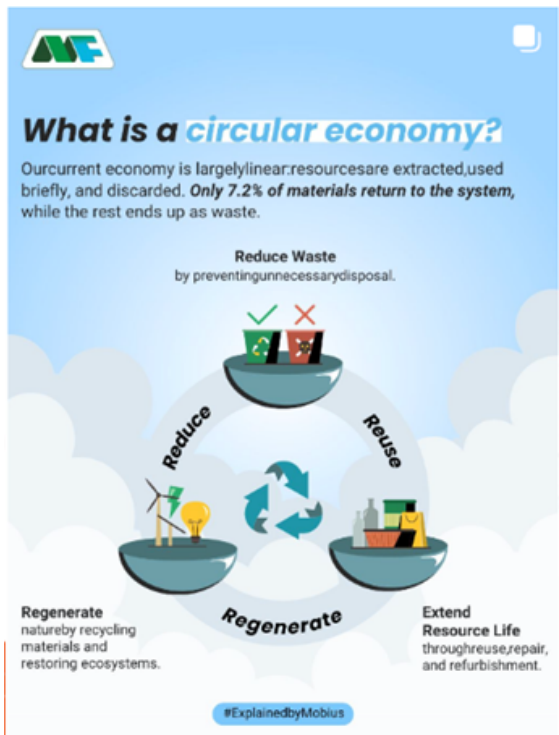 What is a circular economy?
Ourcurrent economy is largelylinear:resourcesare extracted,used
briefly, and discarded. Only 7.2% of materials return to the system,
while the rest ends up as waste.
Reduce Waste
by preventingunnecessarydisposal.
Reduce
Reuse
Regenerate
Regenerate
natureby recycling
materials and
restoring ecosystems.
Extend
Resource Life
throughreuse,repair,
and refurbishment.
#ExplainedbyMobius